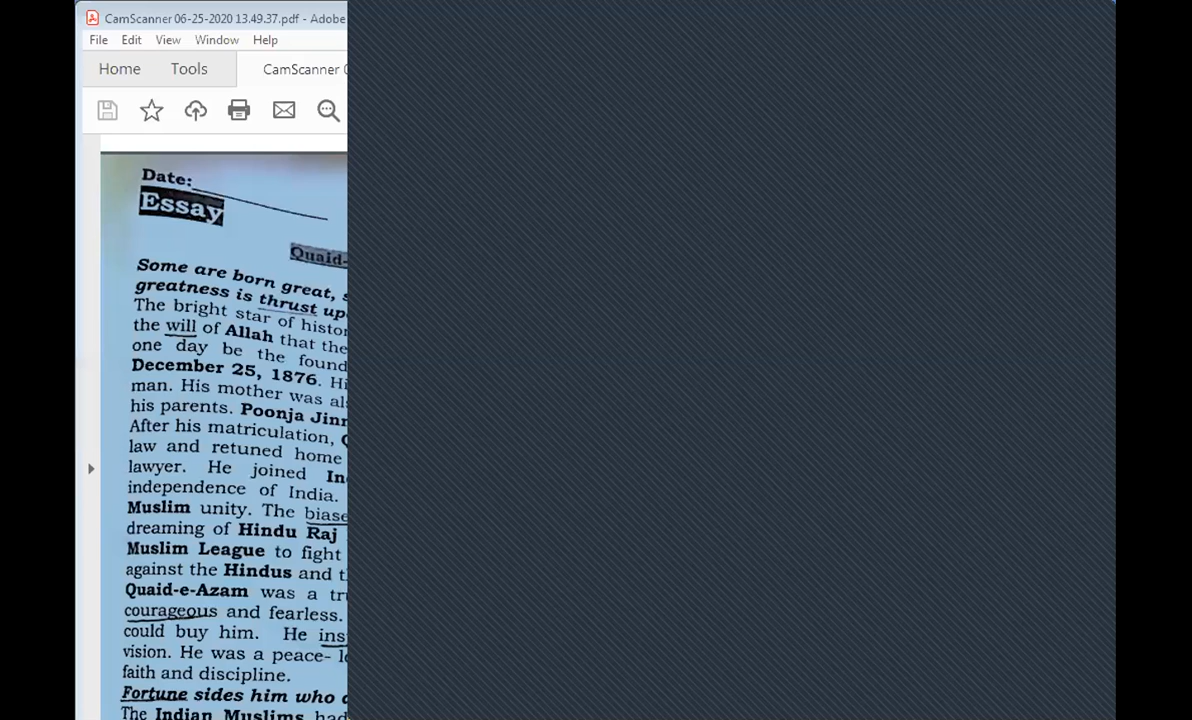 CamScanner 06-25-2020 13.49.37.pdf - Adobe
File Edit View Window Help
Home Tools CamScanner
Date:
Essay
Quaid-
Some are born great,
greatness is thrust
The bright star of
the will of Allah that the
one day be the
December 25, 1876.
man. His mother was
his parents. Poonja
After his matriculation,
law and retuned home
lawyer. He joined
independence of India.
Muslim unity. The
dreaming of Hindu Raj
Muslim League to fight
against the Hindus and
Quaid-e-Azam was a
courageous and fearless.
could buy him. He
vision. He was a peace-
faith and discipline.
Fortune sides him who
The Indian Muslims had